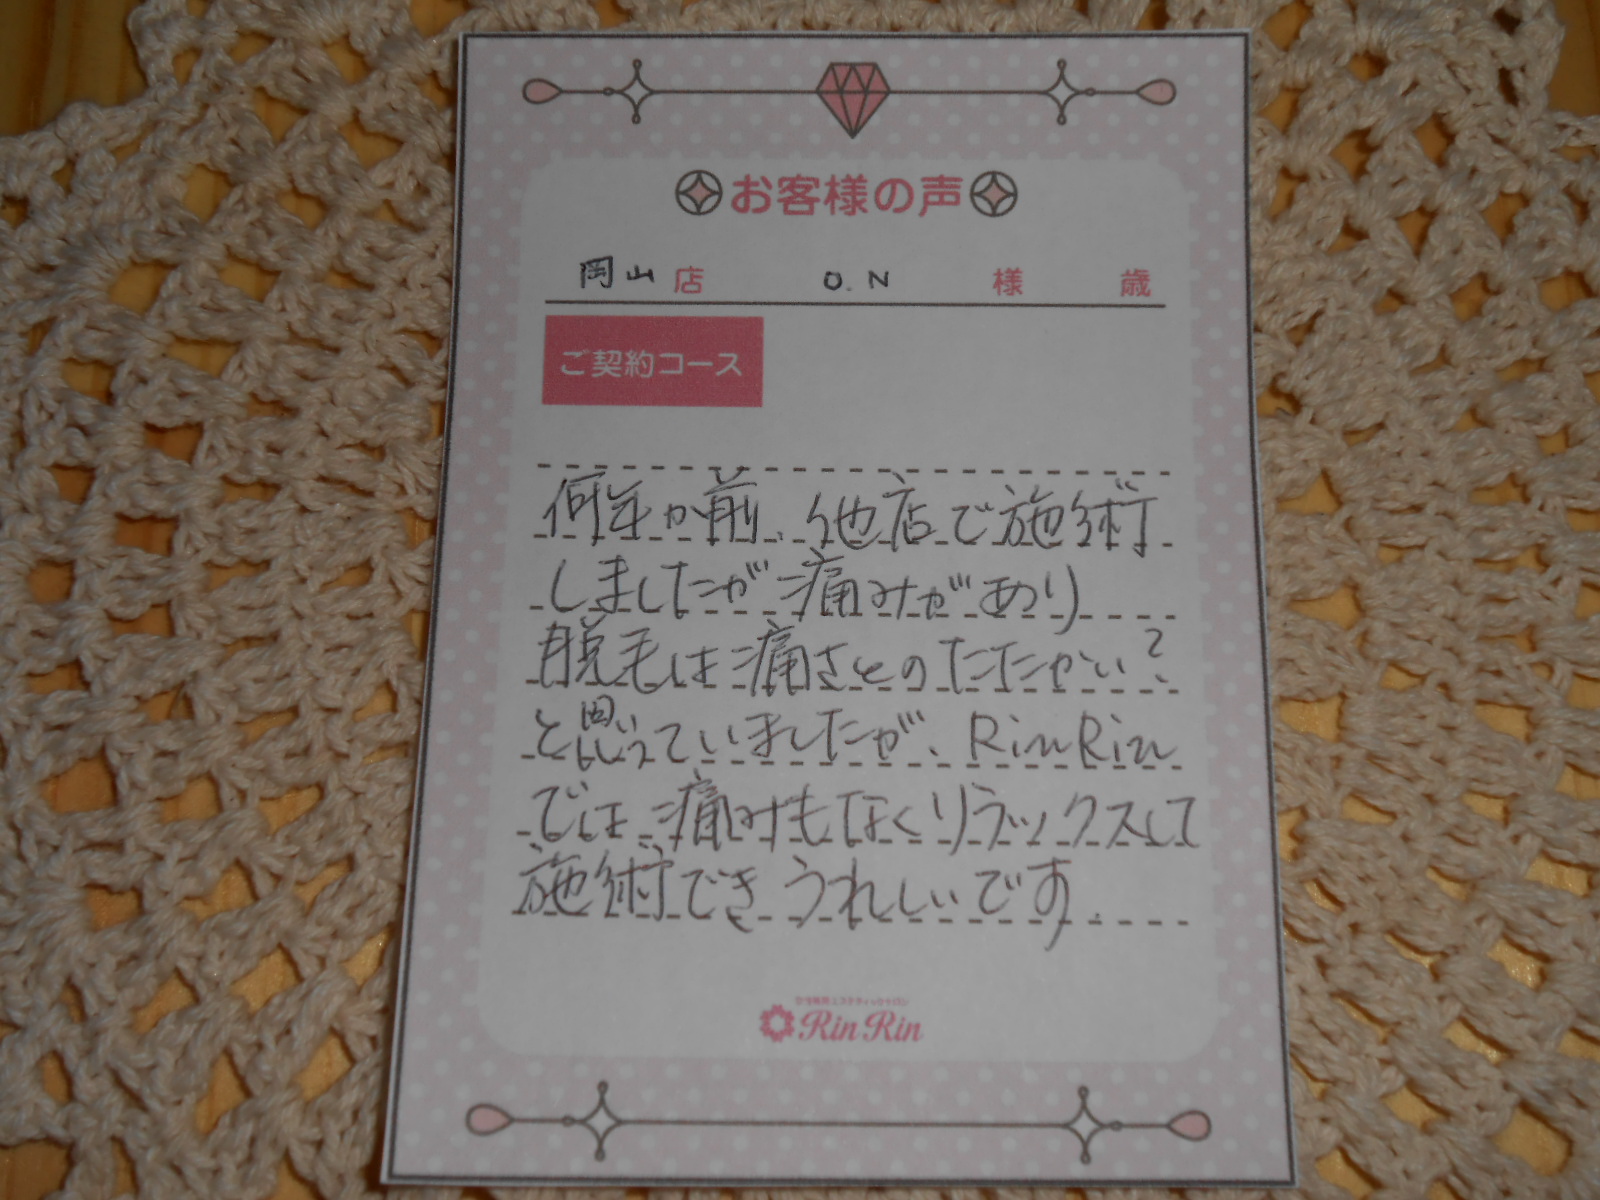 お客様の声
岡山店 O.N 様 歳
ご契約コース
何年か前、他店で施術
しましたが痛みがあり
脱毛は痛さとのたたかい?
と思っていましたが、RinRin
では痛みもなくリラックスして
施術でき うれしいです。
RinRin